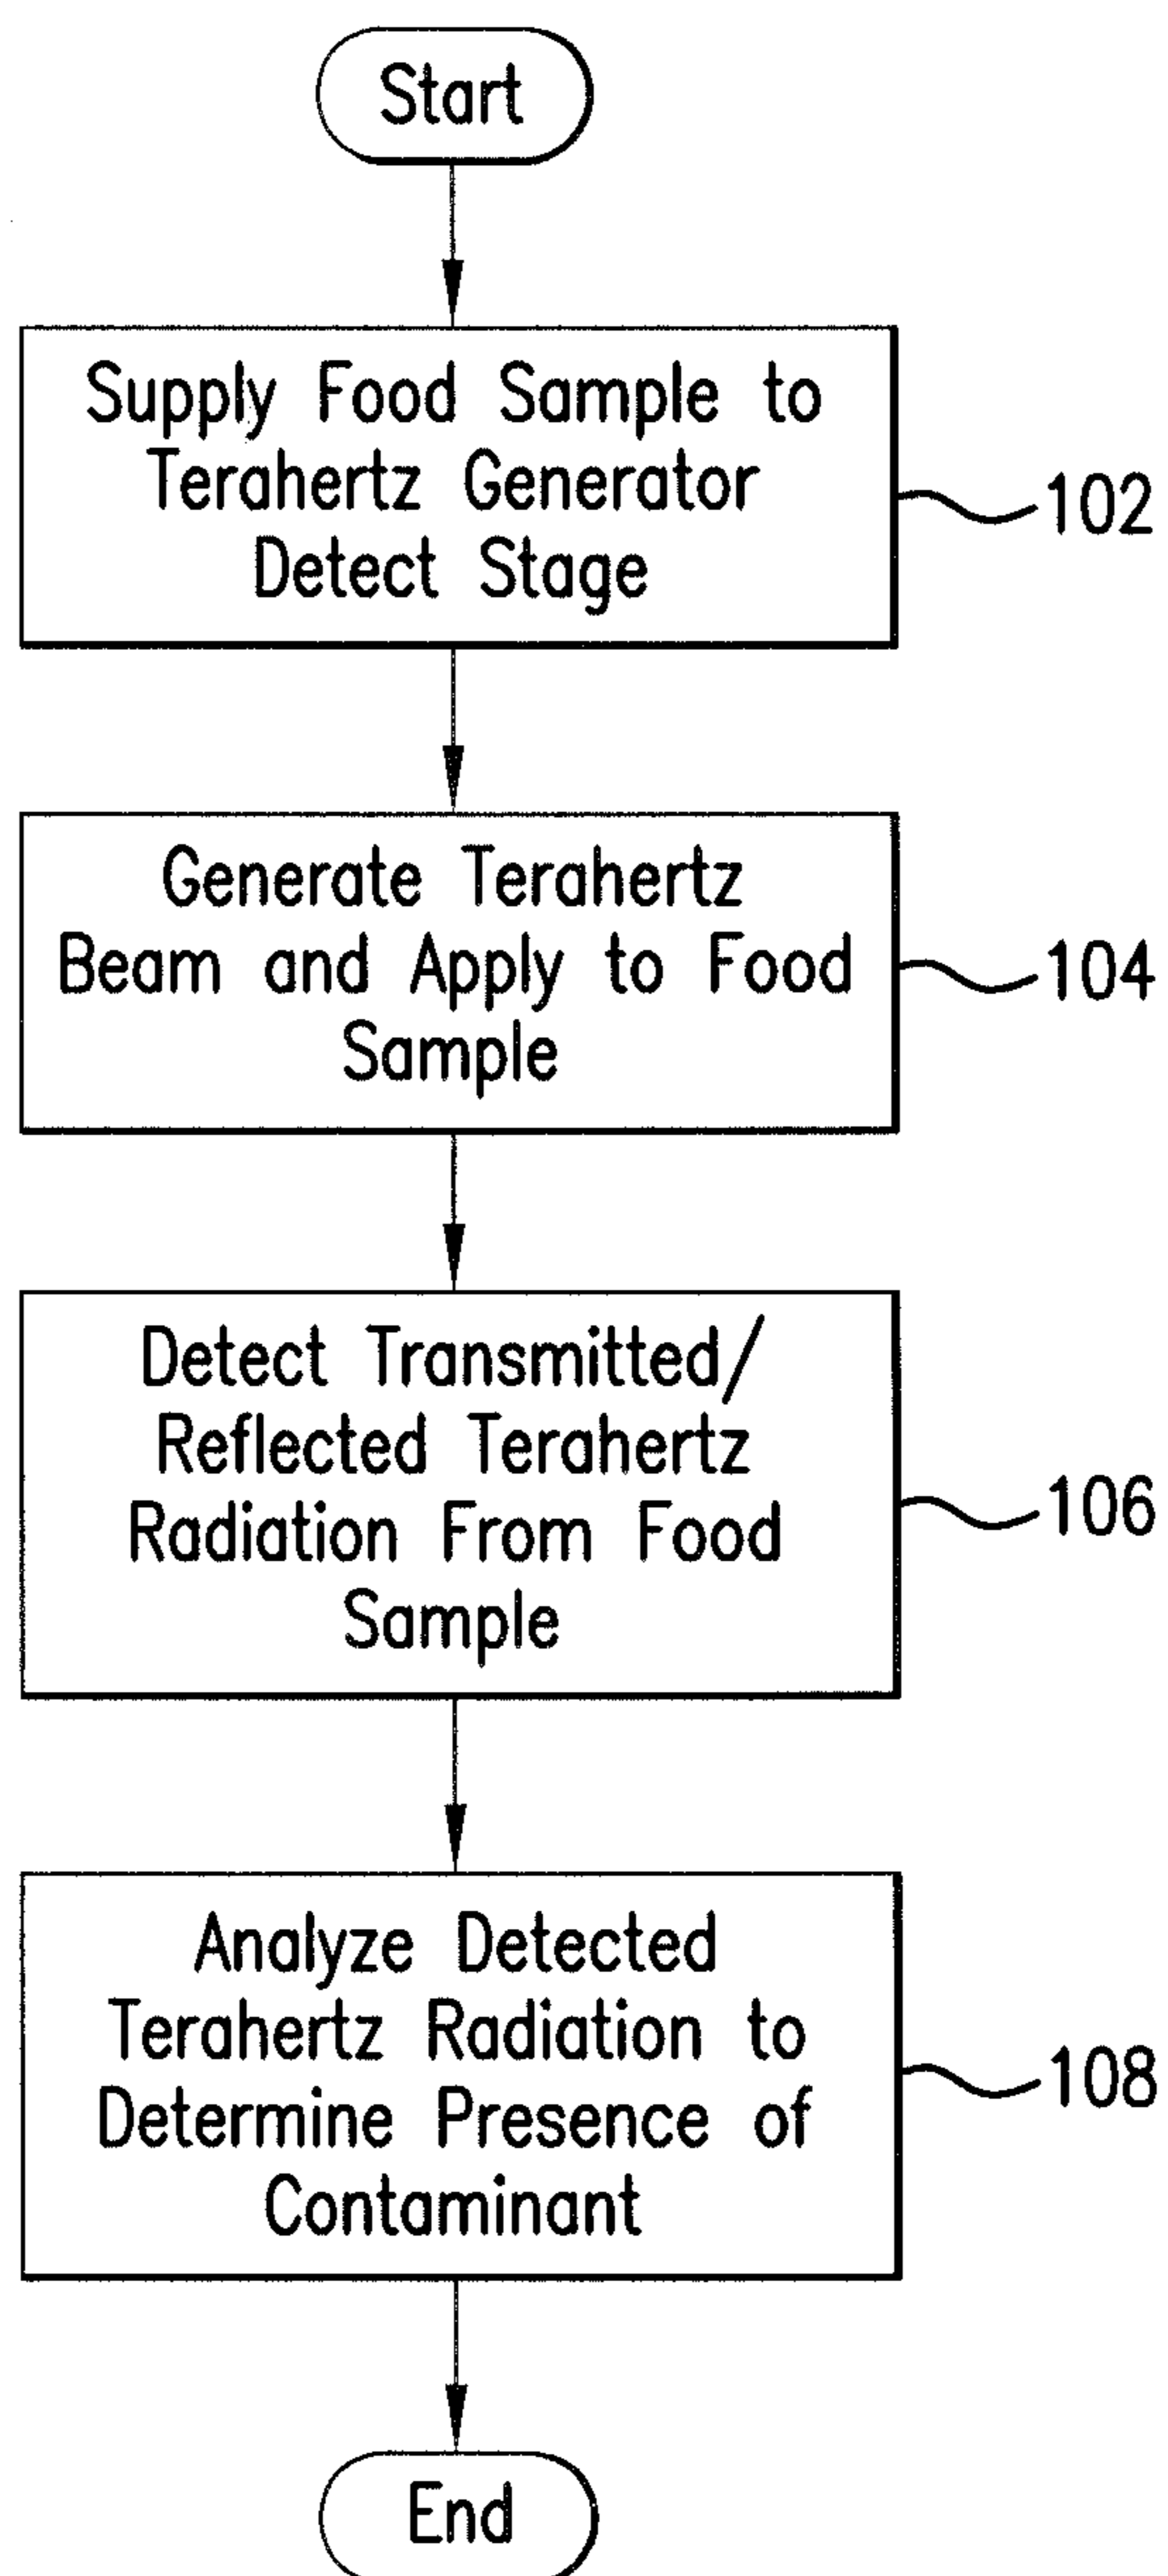 Start
Supply Food Sample to
Terahertz Generator
Detect Stage
102
Generate Terahertz
Beam and Apply to Food
Sample
104
Detect Transmitted/
Reflected Terahertz
Radiation From Food
Sample
106
Analyze Detected
Terahertz Radiation to
Determine Presence of
Contaminant
108
End